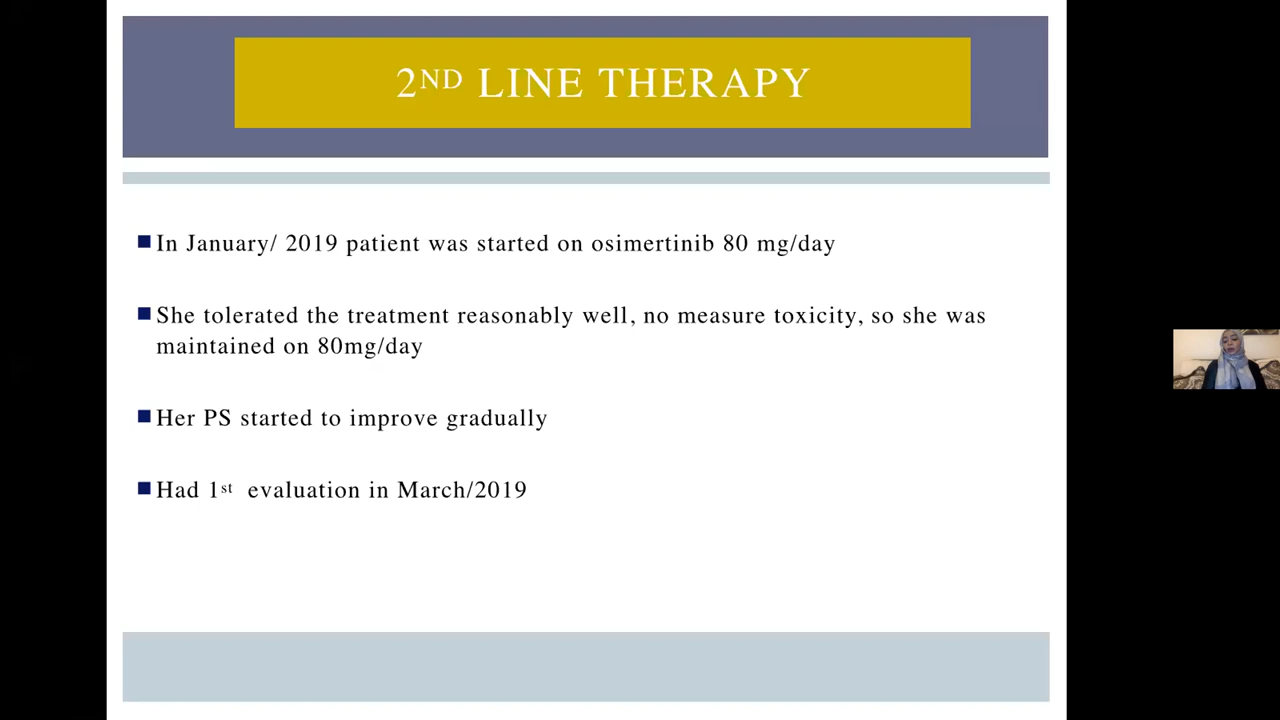 2ND LINE THERAPY
In January/ 2019 patient was started on osimertinib 80 mg/day
She tolerated the treatment reasonably well, no measure toxicity, so she was
maintained on 80mg/day
Her PS started to improve gradually
Had 1st evaluation in March/2019